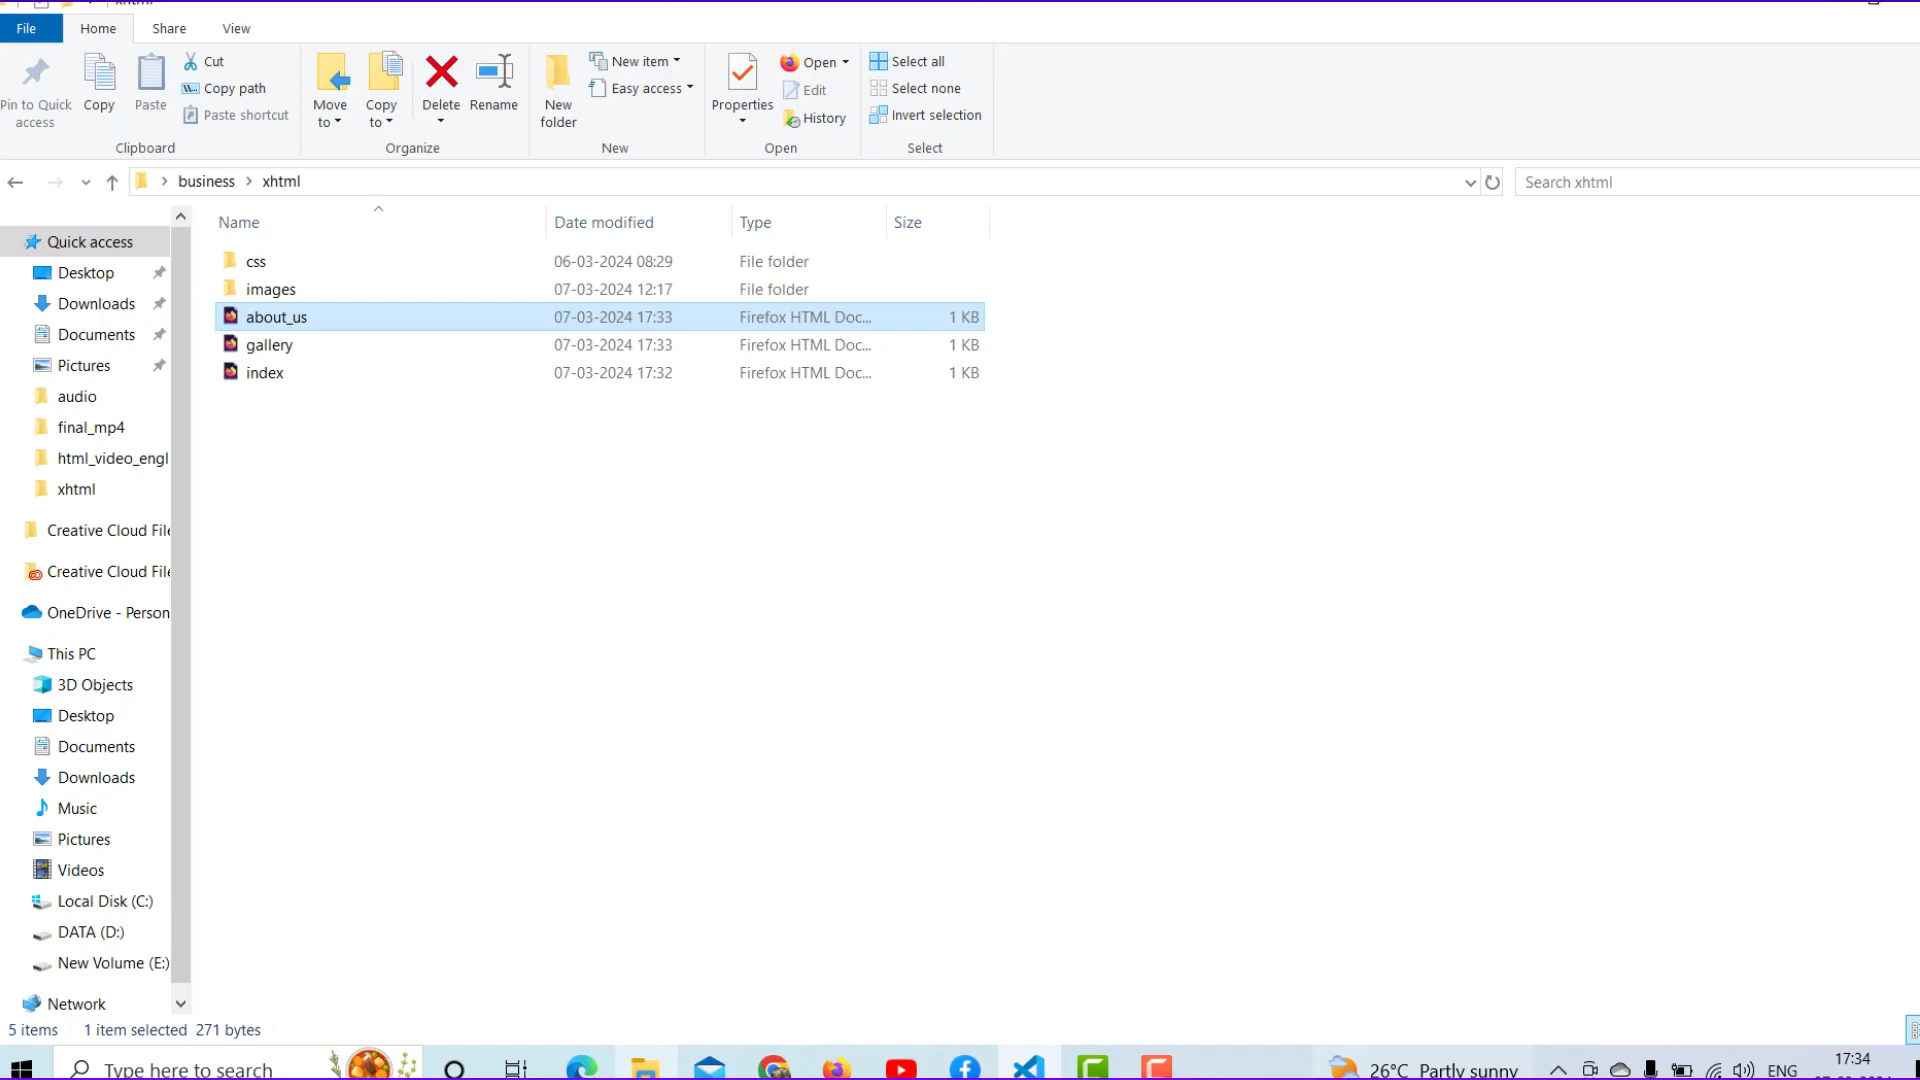 xhtml
File
Home
Share
View
Pin to Quick
access
Copy
Paste
Cut
Copy path
Paste shortcut
Clipboard
Move
to
Copy
to
Delete
Rename
Organize
New
folder
New item
Easy access
New
Properties
Open
Edit
History
Open
Select all
Select none
Invert selection
Select
business > xhtml
Search xhtml
Name Date modified Type Size
css 06-03-2024 08:29 File folder
images 07-03-2024 12:17 File folder
about_us 07-03-2024 17:33 Firefox HTML Doc... 1 KB
gallery 07-03-2024 17:33 Firefox HTML Doc... 1 KB
index 07-03-2024 17:32 Firefox HTML Doc... 1 KB
Quick access
Desktop
Downloads
Documents
Pictures
audio
final_mp4
html_video_engl
xhtml
Creative Cloud File
Creative Cloud File
OneDrive - Person
This PC
3D Objects
Desktop
Documents
Downloads
Music
Pictures
Videos
Local Disk (C:)
DATA (D:)
New Volume (E:)
Network
5 items 1 item selected 271 bytes
Type here to search
26°C Partly sunny
ENG
17:34